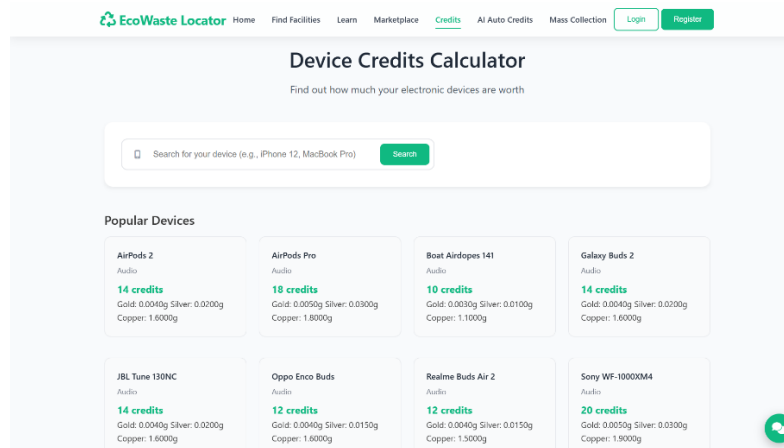 EcoWaste Locator Home Find Facilities Learn Marketplace Credits AI Auto Credits Mass Collection Login Register
Device Credits Calculator
Find out how much your electronic devices are worth
Search for your device (e.g., iPhone 12, MacBook Pro) Search
Popular Devices
AirPods 2
Audio
14 credits
Gold: 0.0040g Silver: 0.0200g
Copper: 1.6000g
AirPods Pro
Audio
18 credits
Gold: 0.0050g Silver: 0.0300g
Copper: 1.8000g
Boat Airdopes 141
Audio
10 credits
Gold: 0.0030g Silver: 0.0100g
Copper: 1.1000g
Galaxy Buds 2
Audio
14 credits
Gold: 0.0040g Silver: 0.0200g
Copper: 1.6000g
JBL Tune 130NC
Audio
14 credits
Gold: 0.0040g Silver: 0.0200g
Copper: 1.6000g
Oppo Enco Buds
Audio
12 credits
Gold: 0.0040g Silver: 0.0150g
Copper: 1.6000g
Realme Buds Air 2
Audio
12 credits
Gold: 0.0040g Silver: 0.0150g
Copper: 1.5000g
Sony WF-1000XM4
Audio
20 credits
Gold: 0.0050g Silver: 0.0300g
Copper: 1.9000g